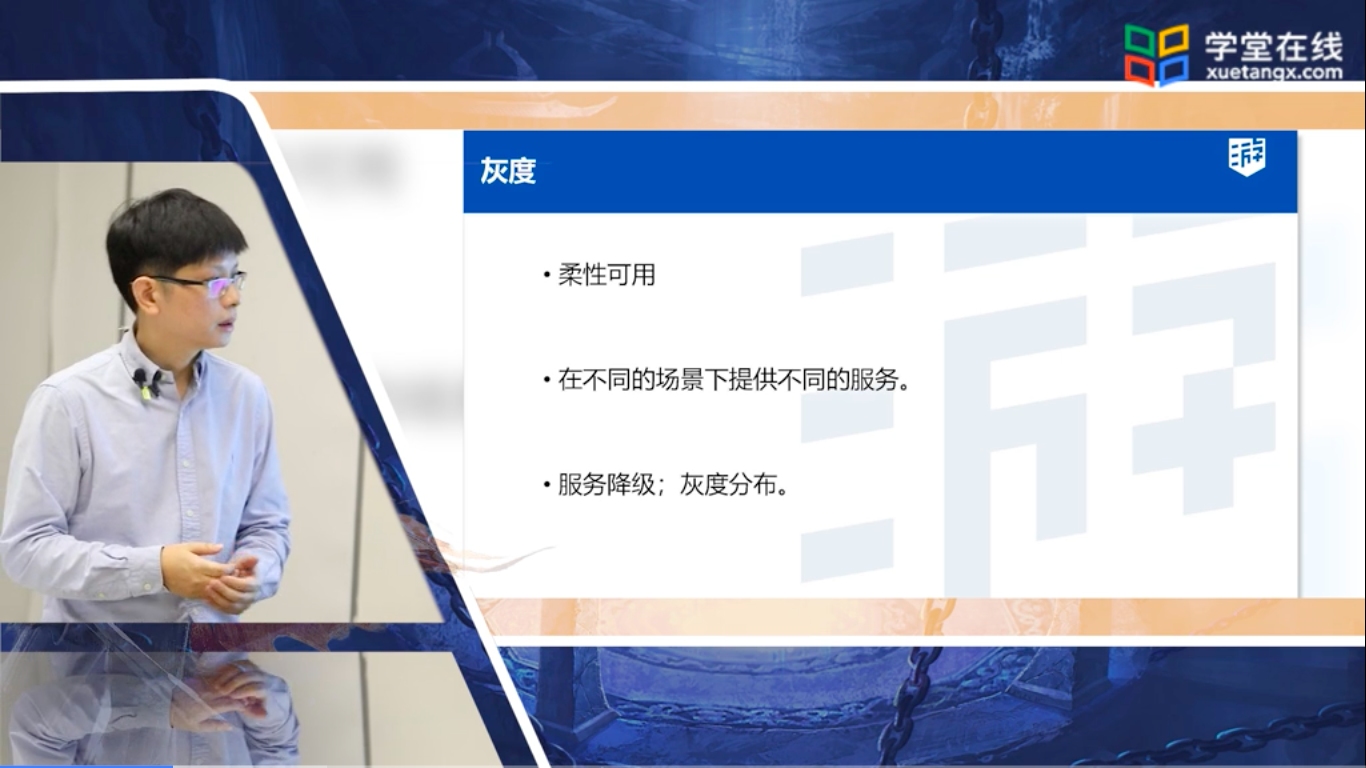 学堂在线
xuetangx.com
灰度
游
• 柔性可用
• 在不同的场景下提供不同的服务。
• 服务降级；灰度分布。